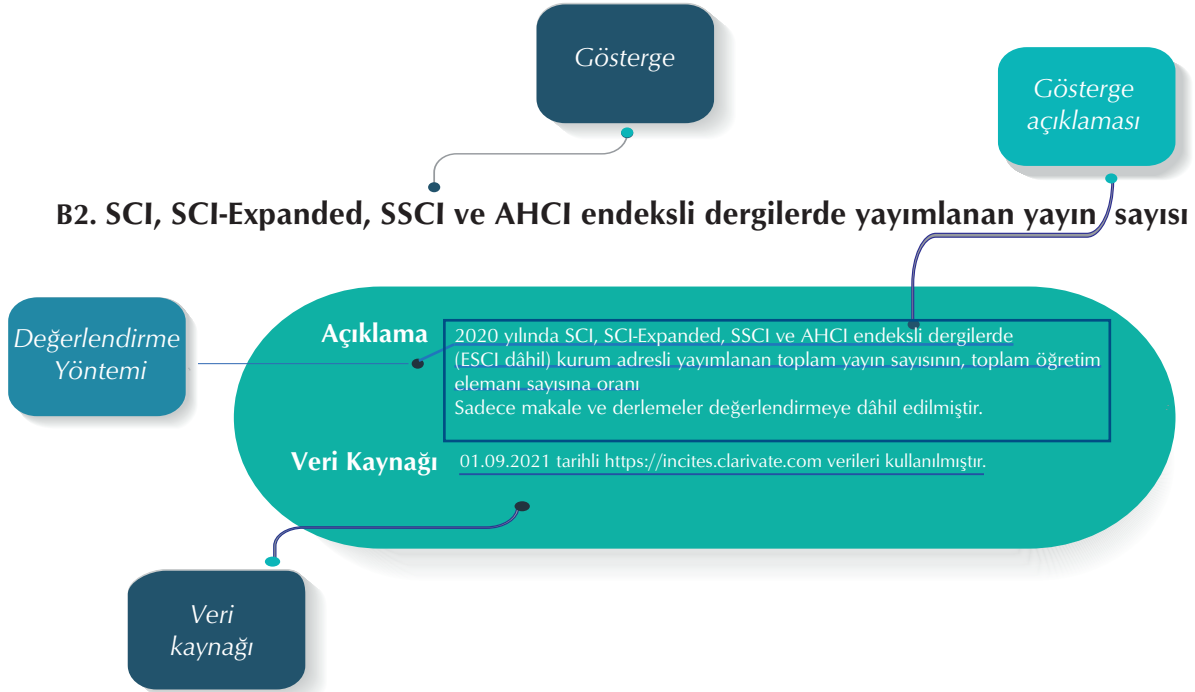 Gösterge
Gösterge
açıklaması
B2. SCI, SCI-Expanded, SSCI ve AHCI endeksli dergilerde yayımlanan yayın sayısı
Değerlendirme
Yöntemi
Açıklama
2020 yılında SCI, SCI-Expanded, SSCI ve AHCI endeksli dergilerde
(ESCI dâhil) kurum adresli yayımlanan toplam yayın sayısının, toplam öğretim
elemanı sayısına oranı
Sadece makale ve derlemeler değerlendirmeye dâhil edilmiştir.
Veri Kaynağı
01.09.2021 tarihli https://incites.clarivate.com verileri kullanılmıştır.
Veri
kaynağı